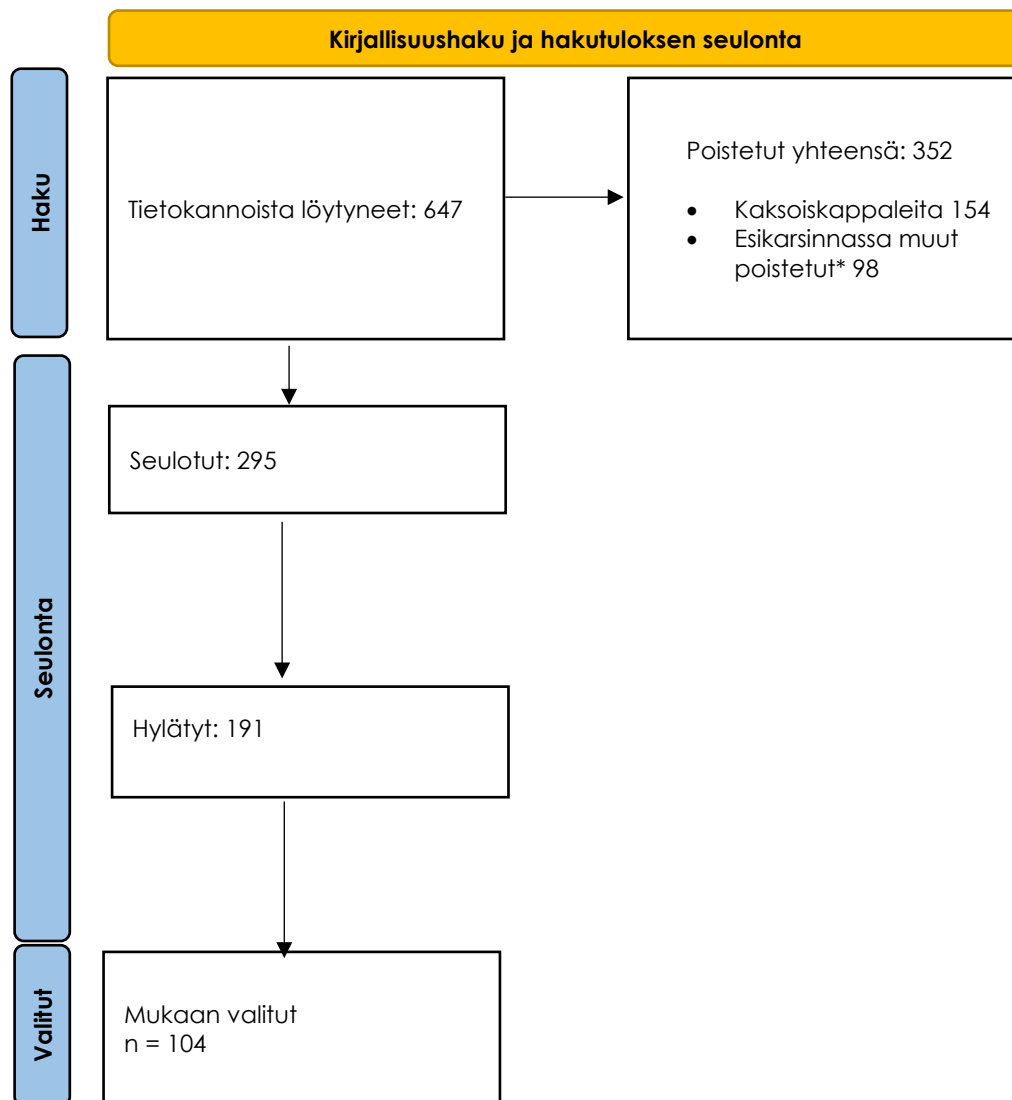 Kirjallisuushaku ja hakutuloksen seulonta
Haku
Tietokannoista löytyneet: 647
Poistetut yhteensä: 352
• Kaksoiskappaleita 154
• Esikarsinnassa muut
poistetut* 98
Seulonta
Seulotut: 295
Hylätyt: 191
Valitut
Mukaan valitut
n = 104